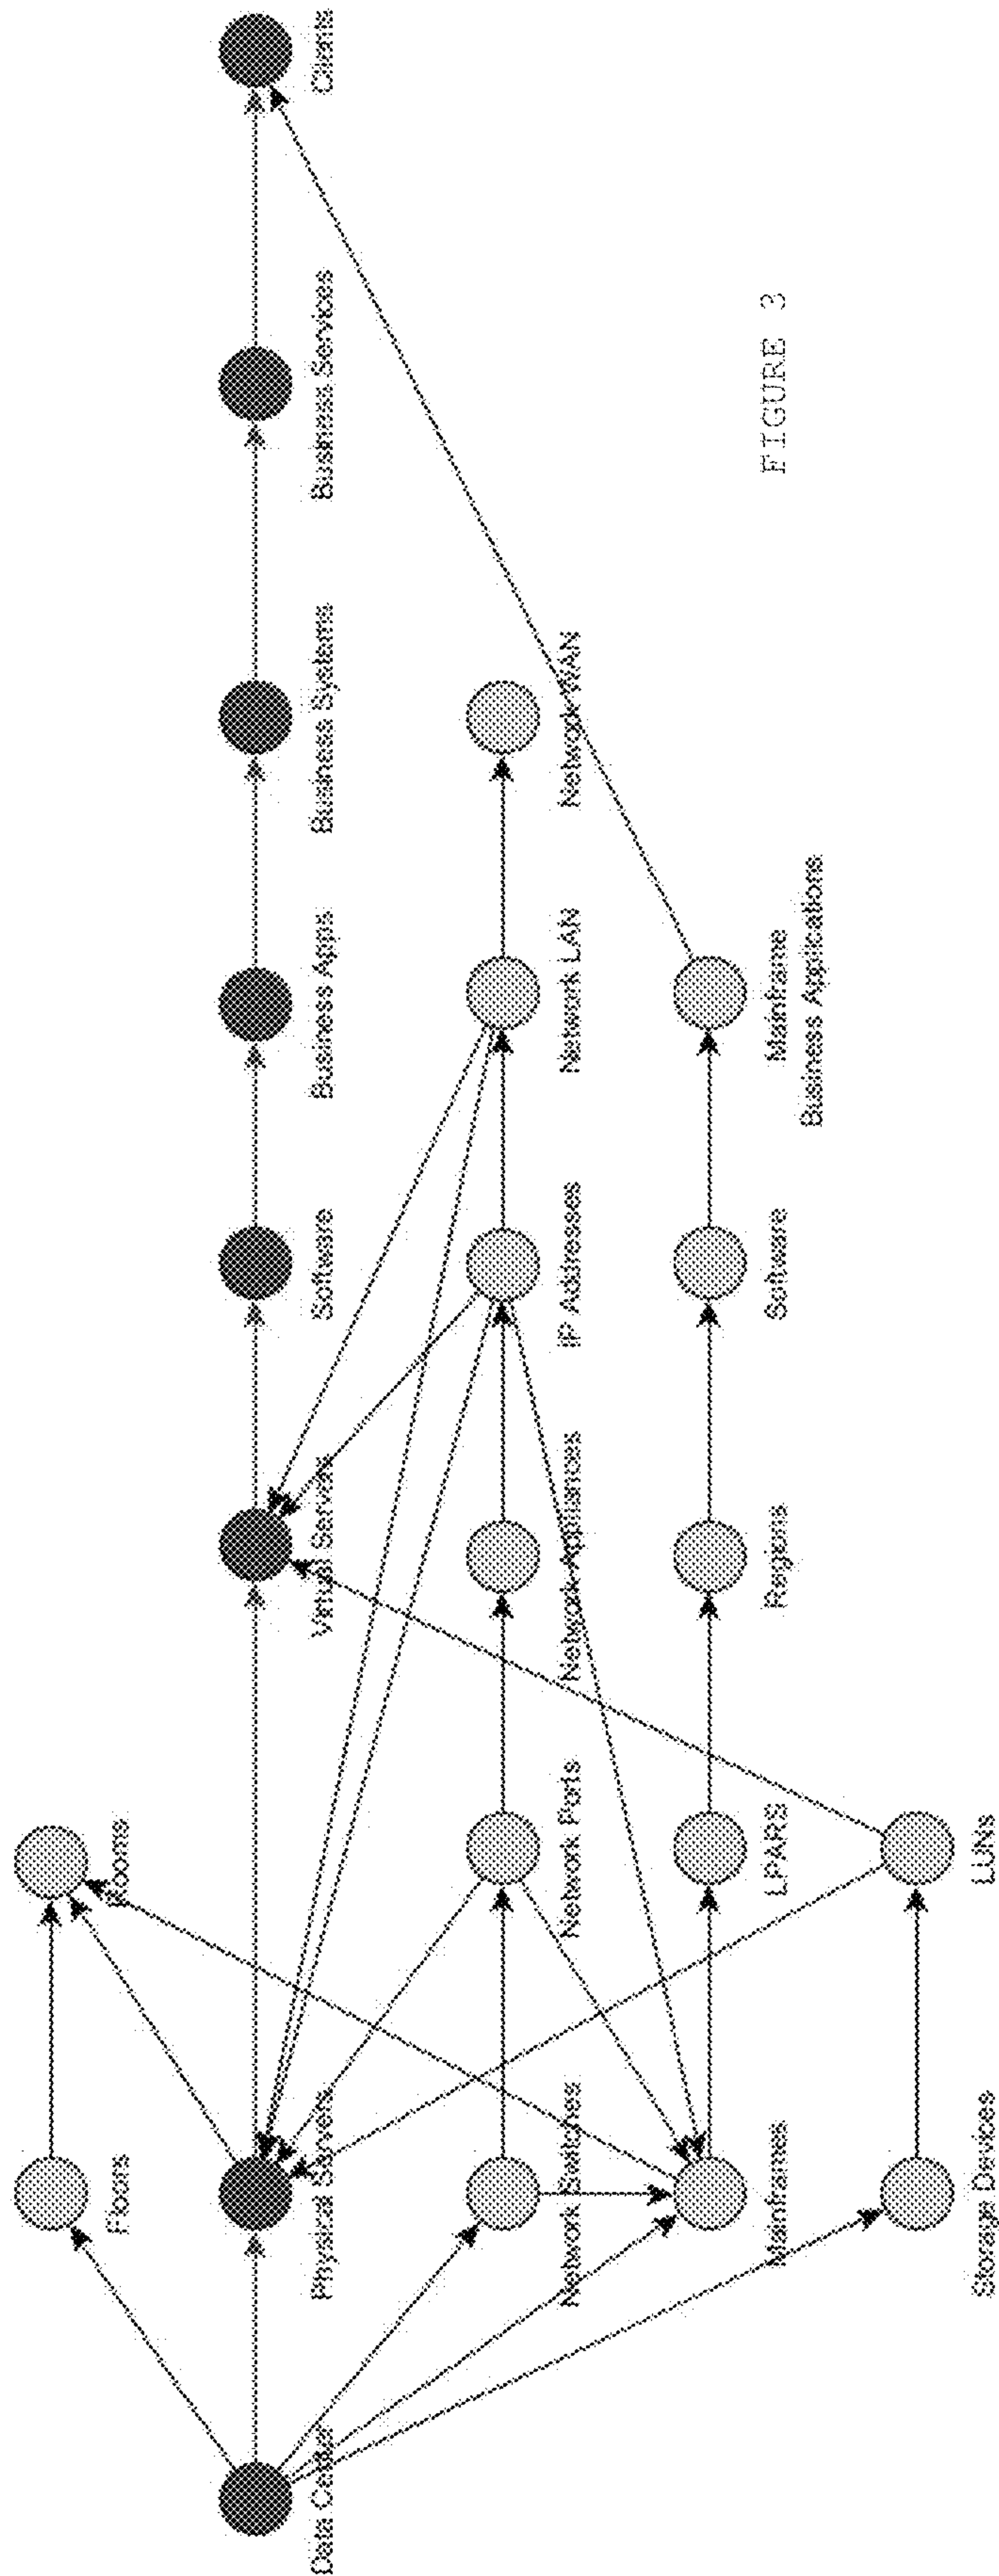 Data Center
Floors
Rooms
Physical Servers
Virtual Servers
Software
Business Apps
Business Systems
Business Services
Clients
Network Switches
Network Ports
Network Appliances
IP Addresses
Network LAN
Network WAN
Mainframes
LPARS
Regions
Software
Mainframe
Business Applications
Storage Devices
LUNs
FIGURE 3